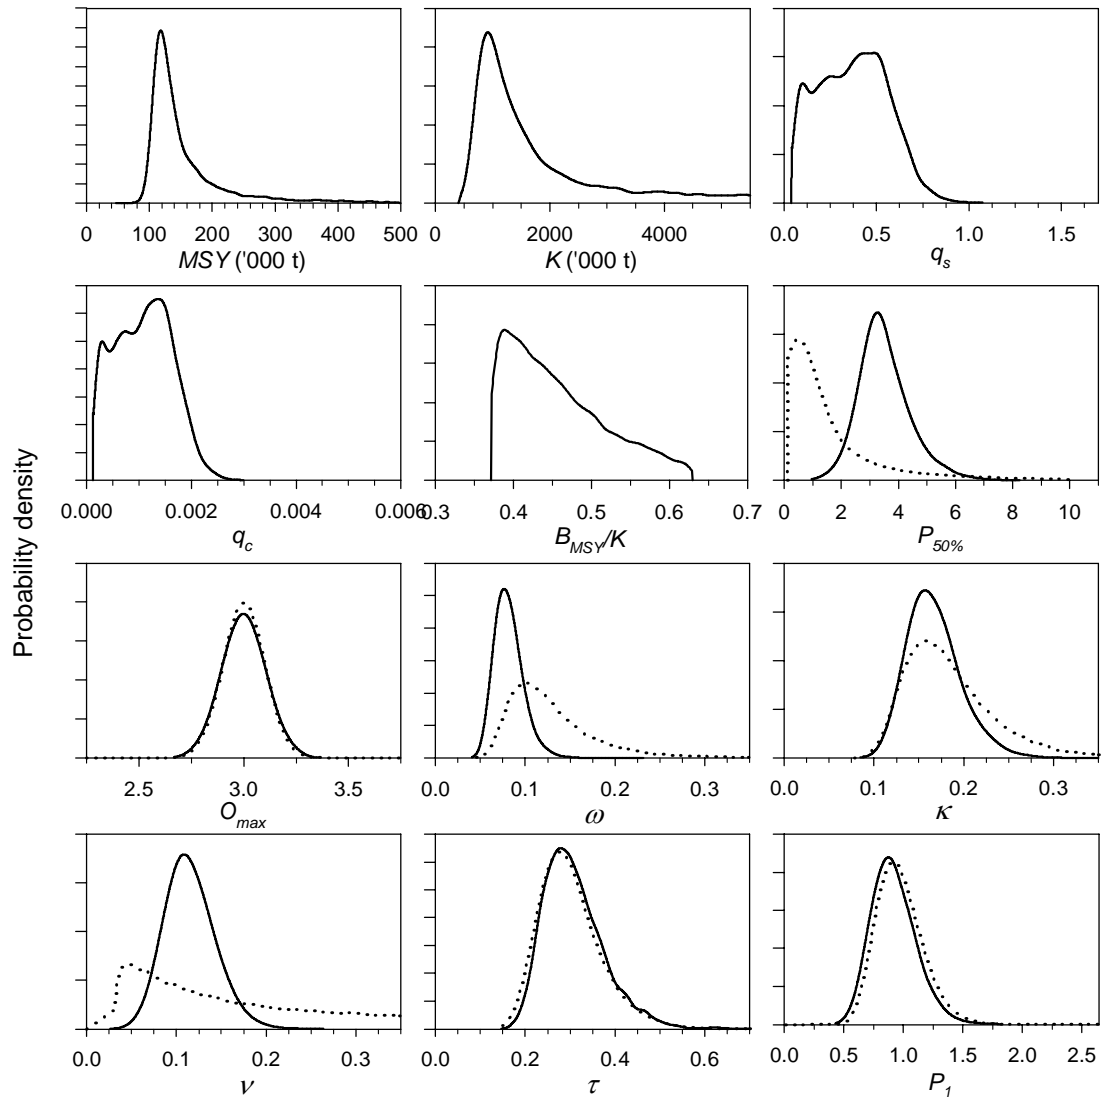 Probability density
0 100 200 300 400 500
MSY ('000 t)
0 2000 4000
K ('000 t)
0.0 0.5 1.0 1.5
q_s
0.000 0.002 0.004 0.006
q_c
0.3 0.4 0.5 0.6 0.7
B_MSY/K
0 2 4 6 8 10
P_50%
2.5 3.0 3.5
O_max
0.0 0.1 0.2 0.3
ω
0.0 0.1 0.2 0.3
κ
0.0 0.1 0.2 0.3
ν
0.0 0.2 0.4 0.6
τ
0.0 0.5 1.0 1.5 2.0 2.5
P_1